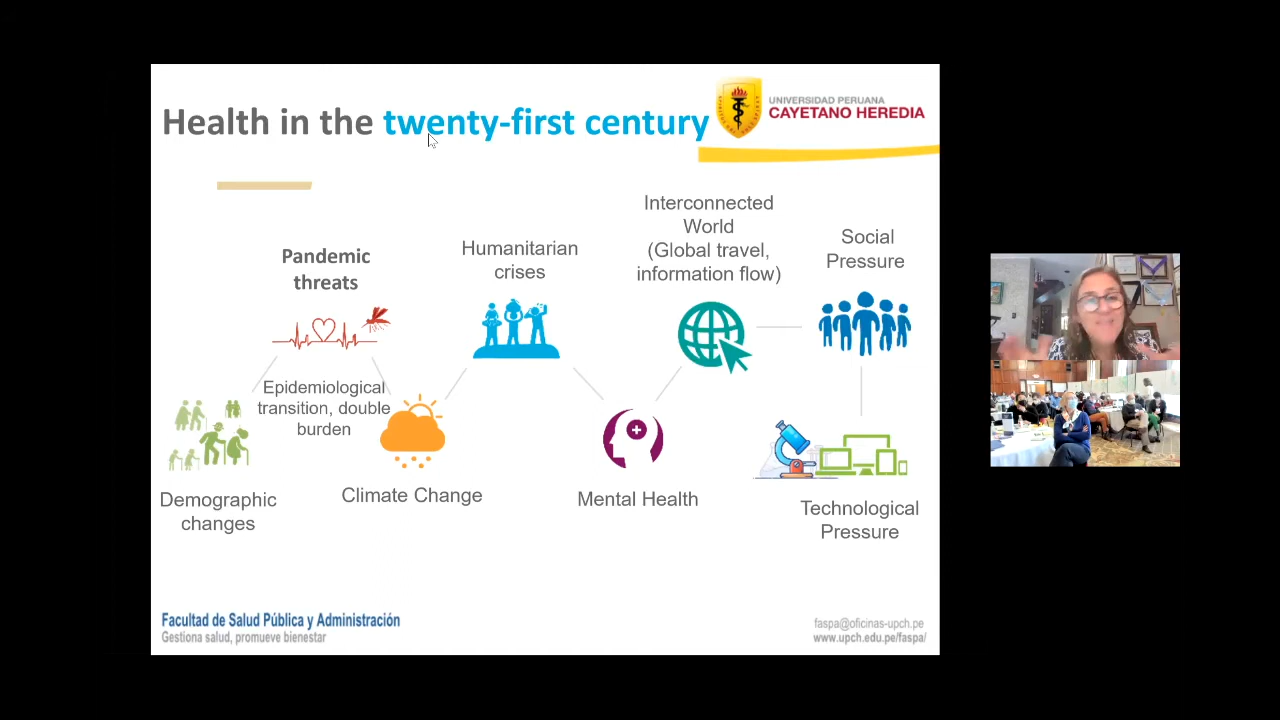 Health in the twenty-first century
UNIVERSIDAD PERUANA
CAYETANO HEREDIA
Pandemic
threats
Humanitarian
crises
Interconnected
World
(Global travel,
information flow)
Social
Pressure
Epidemiological
transition, double
burden
Demographic
changes
Climate Change
Mental Health
Technological
Pressure
Facultad de Salud Pública y Administración
Gestiona salud, promueve bienestar
faspa@oficinas-upch.pe
www.upch.edu.pe/faspa/